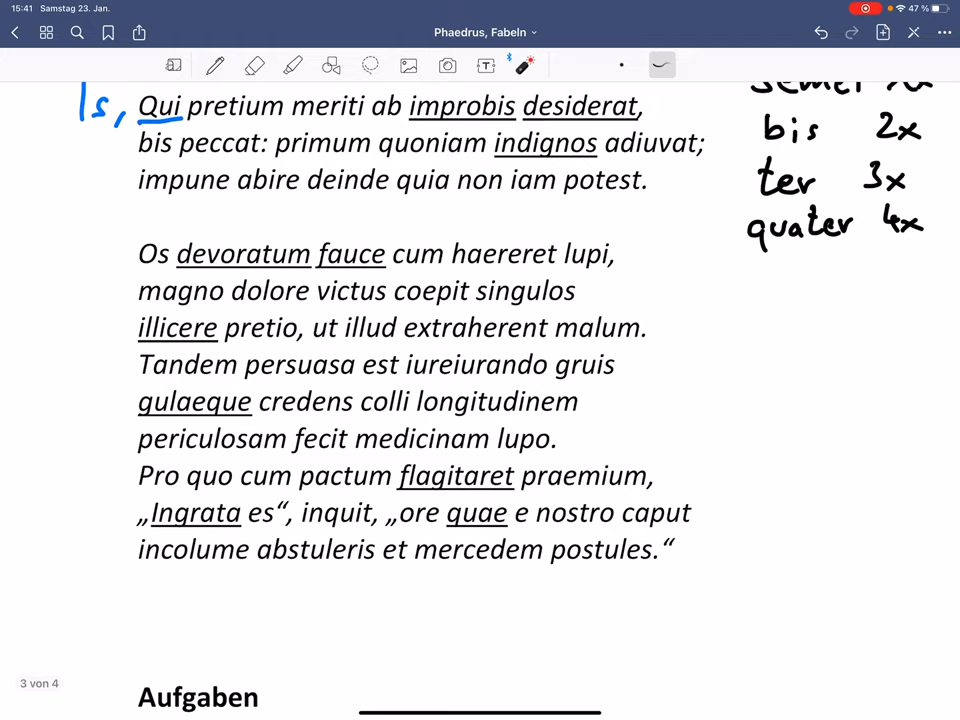 15:41 Samstag 23. Jan. 47 %
Phaedrus, Fabeln
Is, Qui pretium meriti ab improbis desiderat,
bis peccat: primum quoniam indignos adiuvat;
impune abire deinde quia non iam potest.
Os devoratum fauce cum haereret lupi,
magno dolore victus coepit singulos
illicere pretio, ut illud extraherent malum.
Tandem persuasa est iureiurando gruis
gulaeque credens colli longitudinem
periculosam fecit medicinam lupo.
Pro quo cum pactum flagitaret praemium,
„Ingrata es“, inquit, „ore quae e nostro caput
incolume abstuleris et mercedem postules.“
bis 2x
ter 3x
quater 4x
3 von 4
Aufgaben